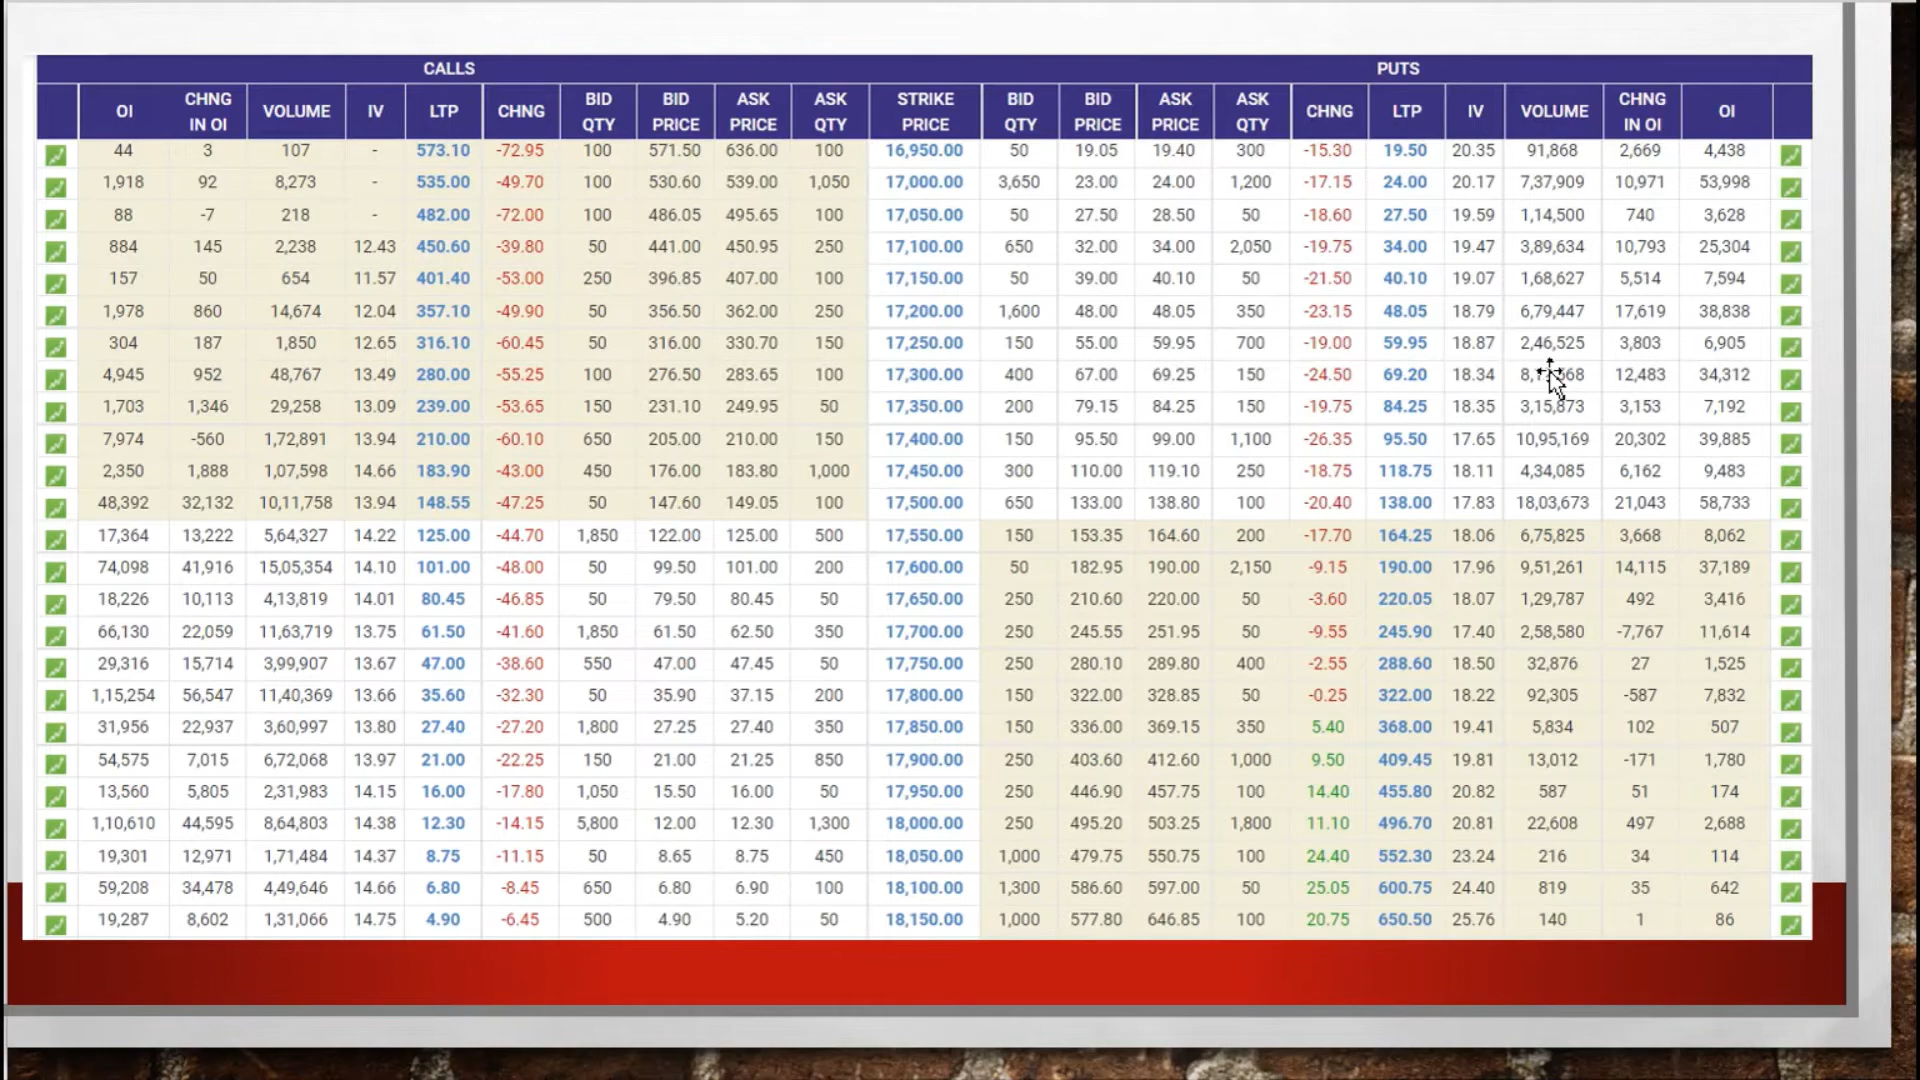 CALLS PUTS
OI CHNG IN OI VOLUME IV LTP CHNG BID QTY BID PRICE ASK PRICE ASK QTY STRIKE PRICE BID QTY BID PRICE ASK PRICE ASK QTY CHNG LTP IV VOLUME CHNG IN OI OI
44 3 107 - 573.10 -72.95 100 571.50 636.00 100 16,950.00 50 19.05 19.40 300 -15.30 19.50 20.35 91,868 2,669 4,438
1,918 92 8,273 - 535.00 -49.70 100 530.60 539.00 1,050 17,000.00 3,650 23.00 24.00 1,200 -17.15 24.00 20.17 7,37,909 10,971 53,998
88 -7 218 - 482.00 -72.00 100 486.05 495.65 100 17,050.00 50 27.50 28.50 50 -18.60 27.50 19.59 1,14,500 740 3,628
884 145 2,238 12.43 450.60 -39.80 50 441.00 450.95 250 17,100.00 650 32.00 34.00 2,050 -19.75 34.00 19.47 3,89,634 10,793 25,304
157 50 654 11.57 401.40 -53.00 250 396.85 407.00 100 17,150.00 50 39.00 40.10 50 -21.50 40.10 19.07 1,68,627 5,514 7,594
1,978 860 14,674 12.04 357.10 -49.90 50 356.50 362.00 250 17,200.00 1,600 48.00 48.05 350 -23.15 48.05 18.79 6,79,447 17,619 38,838
304 187 1,850 12.65 316.10 -60.45 50 316.00 330.70 150 17,250.00 150 55.00 59.95 700 -19.00 59.95 18.87 2,46,525 3,803 6,905
4,945 952 48,767 13.49 280.00 -55.25 100 276.50 283.65 100 17,300.00 400 67.00 69.25 150 -24.50 69.20 18.34 12,483 34,312
1,703 1,346 29,258 13.09 239.00 -53.65 150 231.10 249.95 50 17,350.00 200 79.15 84.25 150 -19.75 84.25 18.35 3,15,873 3,153 7,192
7,974 -560 1,72,891 13.94 210.00 -60.10 650 205.00 210.00 150 17,400.00 150 95.50 99.00 1,100 -26.35 95.50 17.65 10,95,169 20,302 39,885
2,350 1,888 1,07,598 14.66 183.90 -43.00 450 176.00 183.80 1,000 17,450.00 300 110.00 119.10 250 -18.75 118.75 18.11 4,34,085 6,162 9,483
48,392 32,132 10,11,758 13.94 148.55 -47.25 50 147.60 149.05 100 17,500.00 650 133.00 138.80 100 -20.40 138.00 17.83 18,03,673 21,043 58,733
17,364 13,222 5,64,327 14.22 125.00 -44.70 1,850 122.00 125.00 500 17,550.00 150 153.35 164.60 200 -17.70 164.25 18.06 6,75,825 3,668 8,062
74,098 41,916 15,05,354 14.10 101.00 -48.00 50 99.50 101.00 200 17,600.00 50 182.95 190.00 2,150 -9.15 190.00 17.96 9,51,261 14,115 37,189
18,226 10,113 4,13,819 14.01 80.45 -46.85 50 79.50 80.45 50 17,650.00 250 210.60 220.00 50 -3.60 220.05 18.07 1,29,787 492 3,416
66,130 22,059 11,63,719 13.75 61.50 -41.60 1,850 61.50 62.50 350 17,700.00 250 245.55 251.95 50 -9.55 245.90 17.40 2,58,580 -7,767 11,614
29,316 15,714 3,99,907 13.67 47.00 -38.60 550 47.00 47.45 50 17,750.00 250 280.10 289.80 400 -2.55 288.60 18.50 32,876 27 1,525
1,15,254 56,547 11,40,369 13.66 35.60 -32.30 50 35.90 37.15 200 17,800.00 150 322.00 328.85 50 -0.25 322.00 18.22 92,305 -587 7,832
31,956 22,937 3,60,997 13.80 27.40 -27.20 1,800 27.25 27.40 350 17,850.00 150 336.00 369.15 350 5.40 368.00 19.41 5,834 102 507
54,575 7,015 6,72,068 13.97 21.00 -22.25 150 21.00 21.25 850 17,900.00 250 403.60 412.60 1,000 9.50 409.45 19.81 13,012 -171 1,780
13,560 5,805 2,31,983 14.15 16.00 -17.80 1,050 15.50 16.00 50 17,950.00 250 446.90 457.75 100 14.40 455.80 20.82 587 51 174
1,10,610 44,595 8,64,803 14.38 12.30 -14.15 5,800 12.00 12.30 1,300 18,000.00 250 495.20 503.25 1,800 11.10 496.70 20.81 22,608 497 2,688
19,301 12,971 1,71,484 14.37 8.75 -11.15 50 8.65 8.75 450 18,050.00 1,000 479.75 550.75 100 24.40 552.30 23.24 216 34 114
59,208 34,478 4,49,646 14.66 6.80 -8.45 650 6.80 6.90 100 18,100.00 1,300 586.60 597.00 50 25.05 600.75 24.40 819 35 642
19,287 8,602 1,31,066 14.75 4.90 -6.45 500 4.90 5.20 50 18,150.00 1,000 577.80 646.85 100 20.75 650.50 25.76 140 1 86